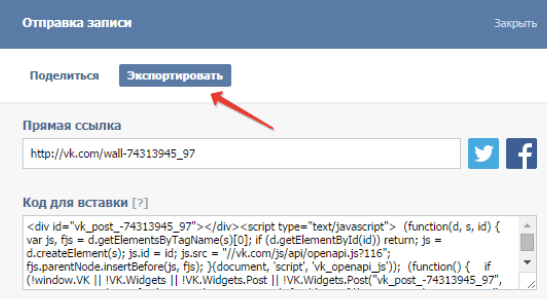 Отправка записи
Закрыть
Поделиться
Экспортировать
Прямая ссылка
http://vk.com/wall-74313945_97
Код для вставки [?]
<div id="vk_post_-74313945_97"></div><script type="text/javascript"> (function(d, s, id) {
var js, fjs = d.getElementsByTagName(s)[0]; if (d.getElementById(id)) return; js =
d.createElement(s); js.id = id; js.src = "//vk.com/js/api/openapi.js?116";
fjs.parentNode.insertBefore(js, fjs); }(document, 'script', 'vk_openapi_js')); (function() { if
(!window.VK || !VK.Widgets || !VK.Widgets.Post || !VK.Widgets.Post("vk_post_-74313945_97",